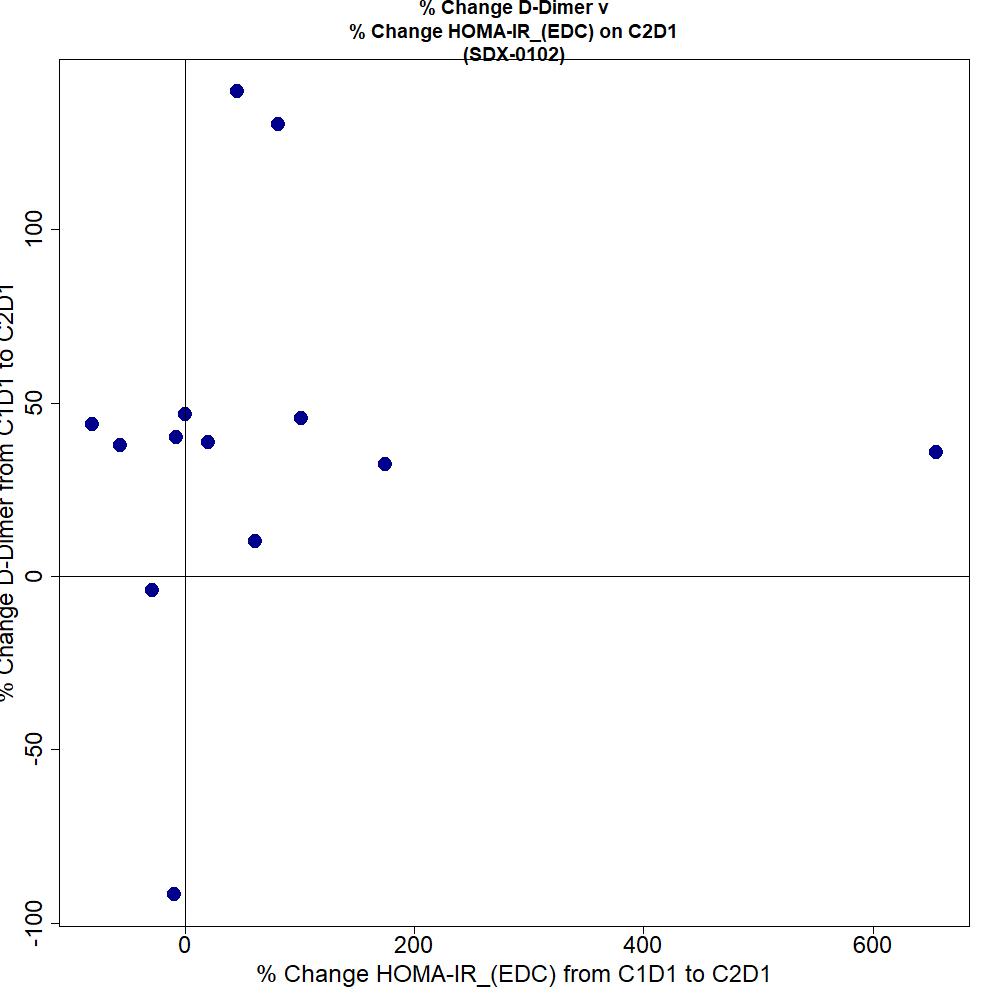 % Change D-Dimer v
% Change HOMA-IR_(EDC) on C2D1
(SDX-0102)
% Change D-Dimer from C1D1 to C2D1
100
50
0
-50
-100
0
200
400
600
% Change HOMA-IR_(EDC) from C1D1 to C2D1